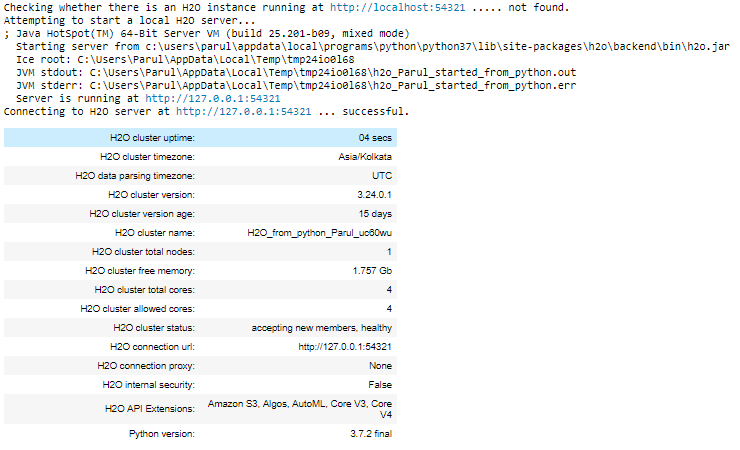 Checking whether there is an H2O instance running at http://localhost:54321 ..... not found.
Attempting to start a local H2O server...
; Java HotSpot(TM) 64-Bit Server VM (build 25.201-b09, mixed mode)
Starting server from c:\users\parul\appdata\local\programs\python\python37\lib\site-packages\h2o\backend\bin\h2o.jar
Ice root: C:\Users\Parul\AppData\Local\Temp\tmp24io0l68
JVM stdout: C:\Users\Parul\AppData\Local\Temp\tmp24io0l68\h2o_Parul_started_from_python.out
JVM stderr: C:\Users\Parul\AppData\Local\Temp\tmp24io0l68\h2o_Parul_started_from_python.err
Server is running at http://127.0.0.1:54321
Connecting to H2O server at http://127.0.0.1:54321 ... successful.
H2O cluster uptime: 04 secs
H2O cluster timezone: Asia/Kolkata
H2O data parsing timezone: UTC
H2O cluster version: 3.24.0.1
H2O cluster version age: 15 days
H2O cluster name: H2O_from_python_Parul_uc60wu
H2O cluster total nodes: 1
H2O cluster free memory: 1.757 Gb
H2O cluster total cores: 4
H2O cluster allowed cores: 4
H2O cluster status: accepting new members, healthy
H2O connection url: http://127.0.0.1:54321
H2O connection proxy: None
H2O internal security: False
H2O API Extensions: Amazon S3, Algos, AutoML, Core V3, Core
V4
Python version: 3.7.2 final